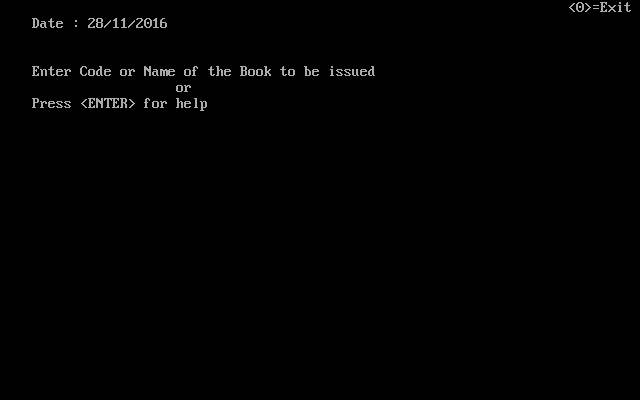 <0>=Exit
Date : 28/11/2016
Enter Code or Name of the Book to be issued
or
Press <ENTER> for help